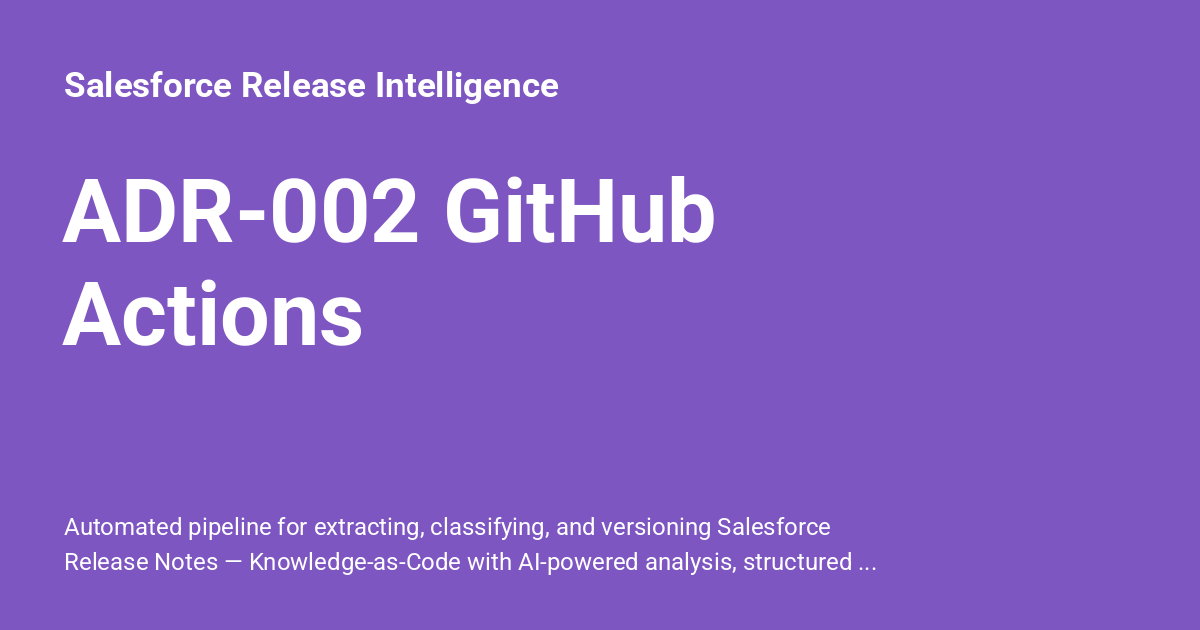 Salesforce Release Intelligence
ADR-002 GitHub
Actions
Automated pipeline for extracting, classifying, and versioning Salesforce
Release Notes — Knowledge-as-Code with AI-powered analysis, structured ...